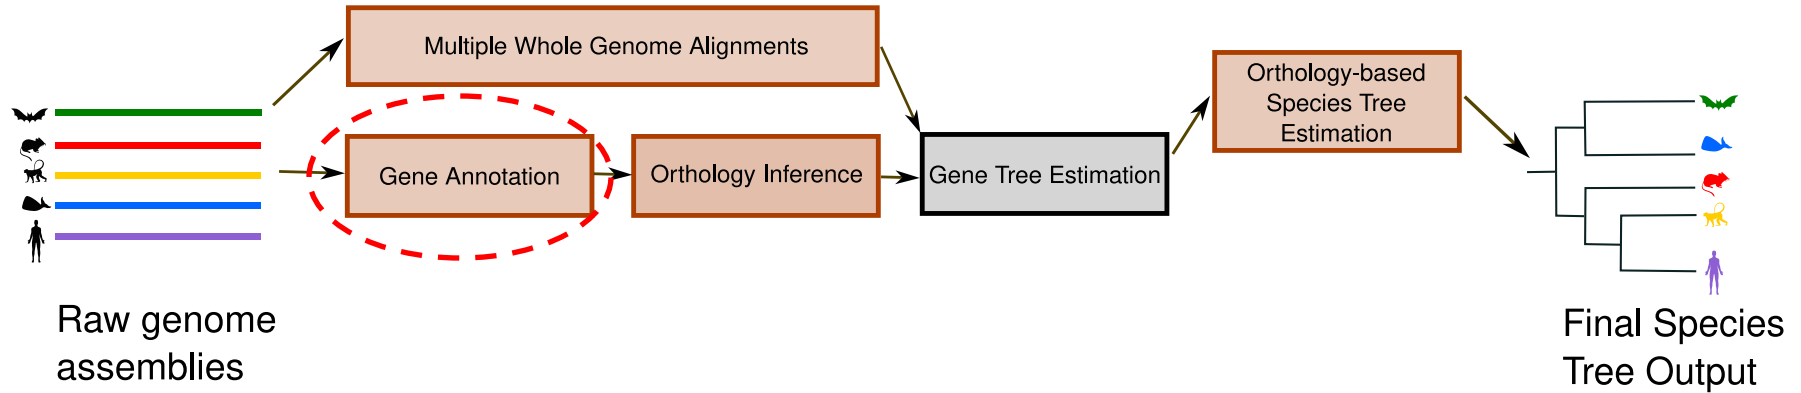 Multiple Whole Genome Alignments
Gene Annotation
Orthology Inference
Gene Tree Estimation
Orthology-based
Species Tree
Estimation
Raw genome
assemblies
Final Species
Tree Output